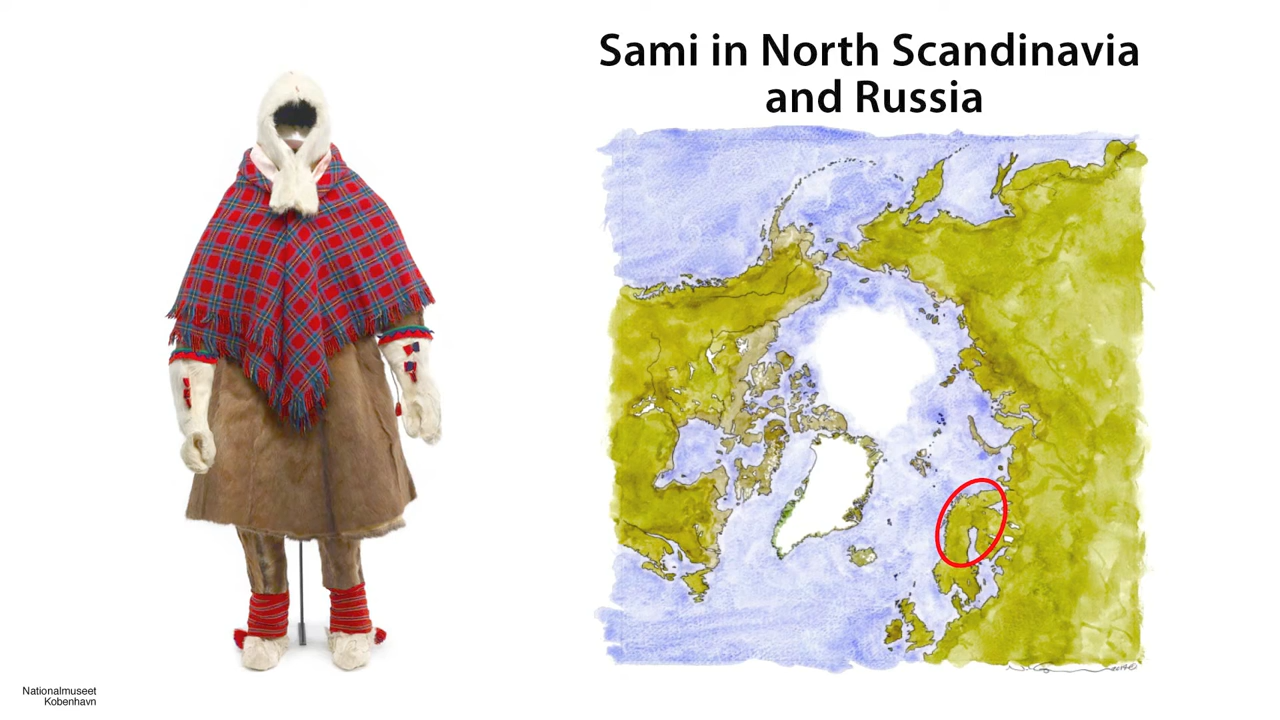 Sami in North Scandinavia
and Russia
Nationalmuseet
Kobenhavn